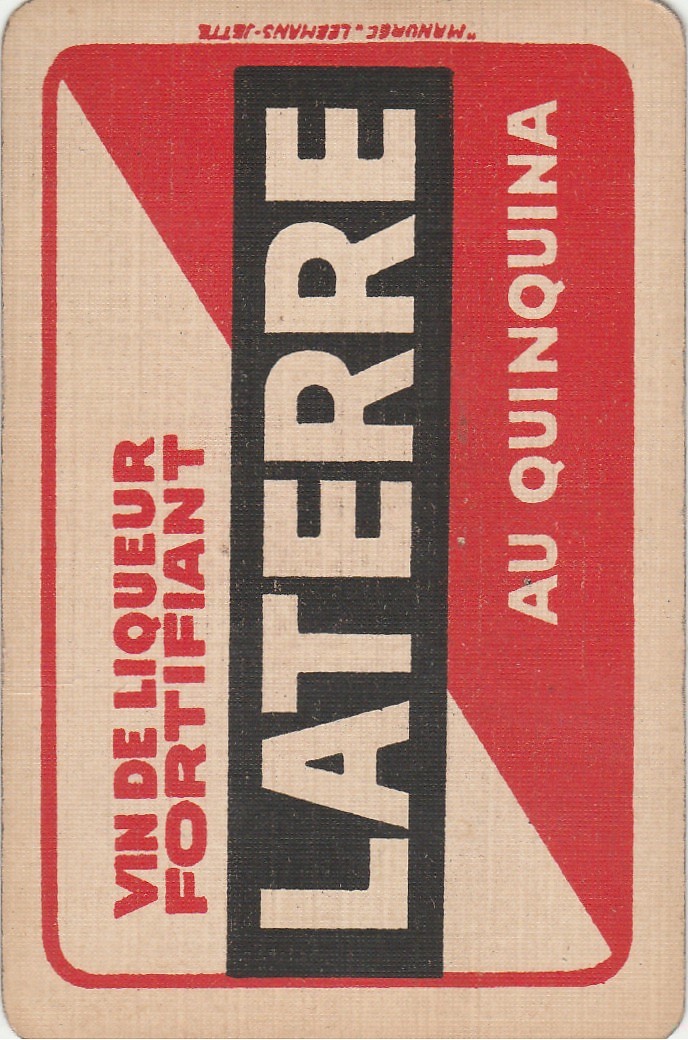 "MANUREC" LEEMANS-JETTE
VIN DE LIQUEUR
FORTIFIANT
LATERRE
AU QUINQUINA